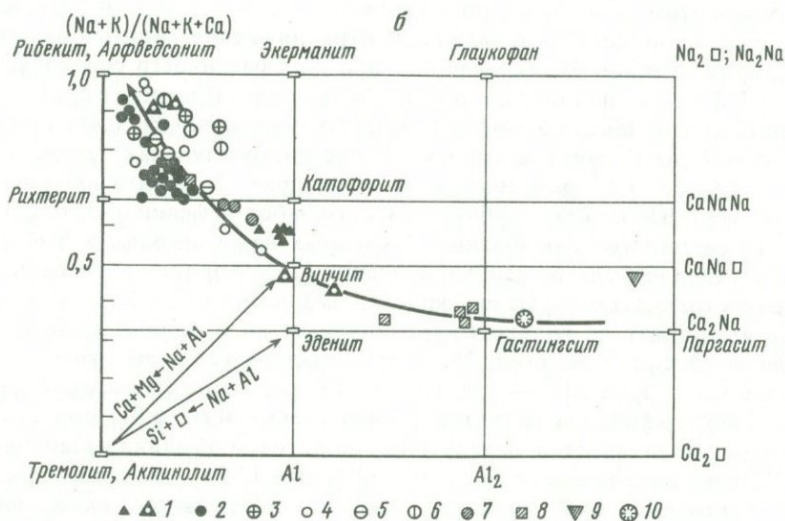 (Na+K)/(Na+K+Ca) б
Рибекит, Арфведсонит Экерманит Глаукофан Na₂ □; Na₂Na
1,0
Рихтерит Катофорит CaNaNa
0,5 Винчит CaNa □
Ca₂Na
Эденит Гастингсит Паргасит
Ca+Mg←Na+Al
Si+□←Na+Al
Ca₂ □
Тремолит, Актинолит Al Al₂
1 2 3 4 5 6 7 8 9 10